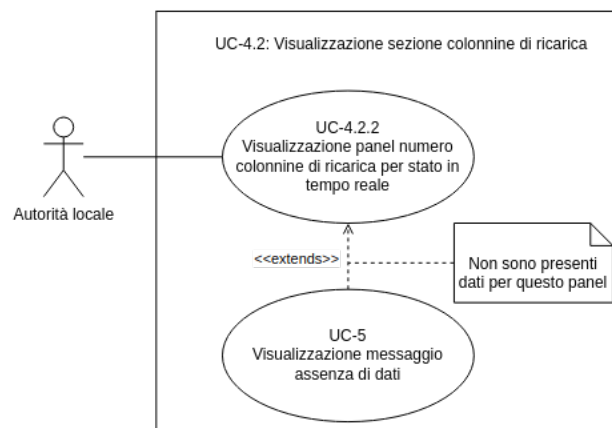 UC-4.2: Visualizzazione sezione colonnine di ricarica
UC-4.2.2
Visualizzazione panel numero
colonnine di ricarica per stato in
tempo reale
Autorità locale
<<extends>>
Non sono presenti
dati per questo panel
UC-5
Visualizzazione messaggio
assenza di dati